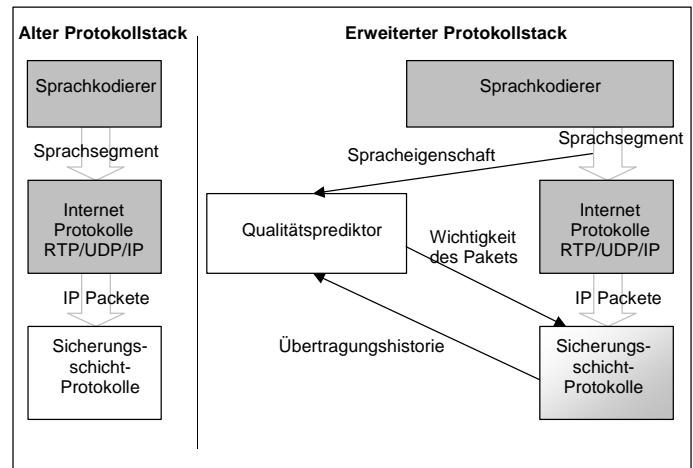 Alter Protokollstack
Sprachkodierer
Sprachsegment
Internet
Protokolle
RTP/UDP/IP
IP Packete
Sicherungs-
schicht-
Protokolle
Erweiterter Protokollstack
Sprachkodierer
Sprachsegment
Spracheigenschaft
Qualitätsprediktor
Wichtigkeit
des Pakets
Internet
Protokolle
RTP/UDP/IP
IP Packete
Übertragungshistorie
Sicherungs-
schicht-
Protokolle